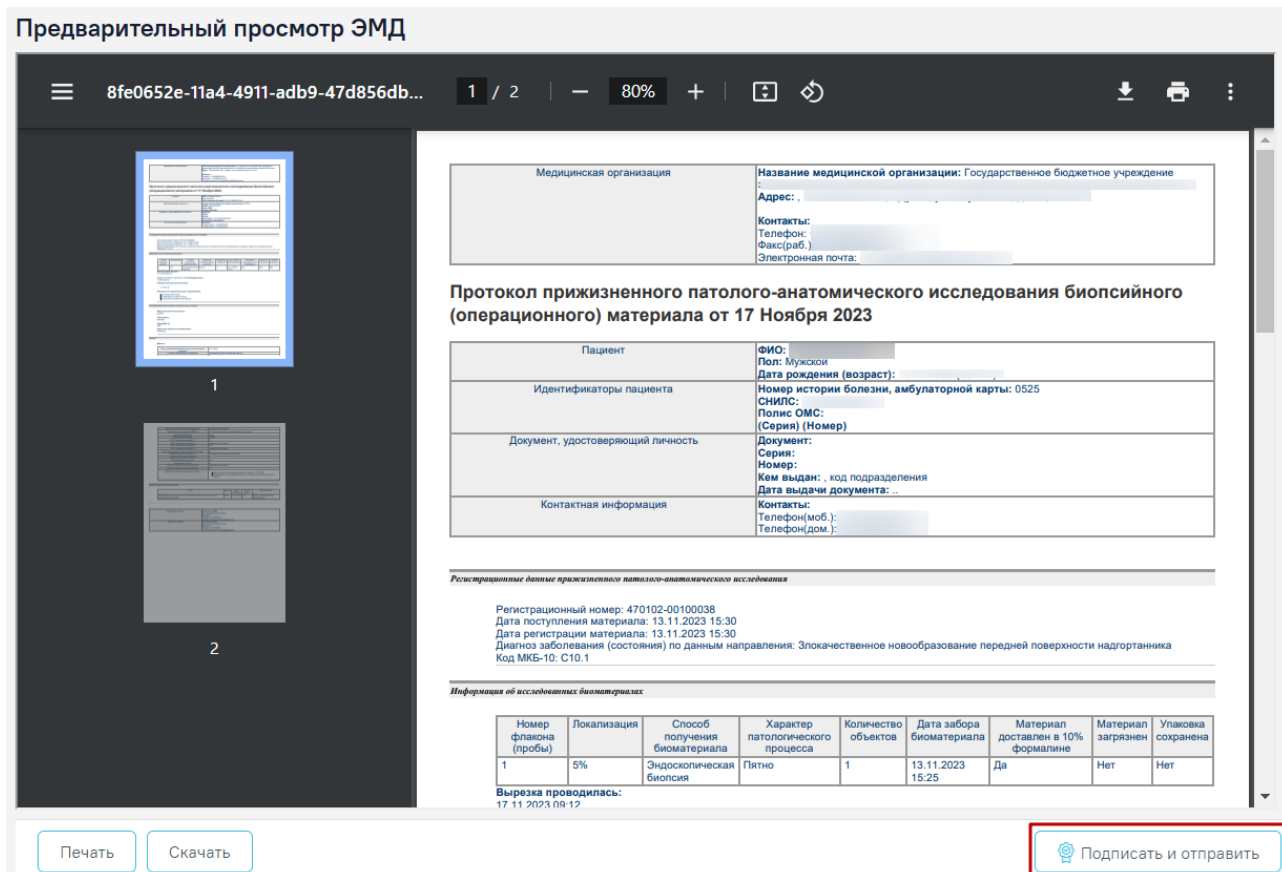 Предварительный просмотр ЭМД
8fe0652e-11a4-4911-adb9-47d856db... 1 / 2 80%
1
2
Медицинская организация
Название медицинской организации: Государственное бюджетное учреждение
:
Адрес: ,
Контакты:
Телефон:
Факс(раб.)
Электронная почта:
Протокол прижизненного патолого-анатомического исследования биопсийного
(операционного) материала от 17 Ноября 2023
Пациент
ФИО:
Пол: Мужской
Дата рождения (возраст):
Идентификаторы пациента
Номер истории болезни, амбулаторной карты: 0525
СНИЛС:
Полис ОМС:
(Серия) (Номер)
Документ, удостоверяющий личность
Документ:
Серия:
Номер:
Кем выдан: , код подразделения
Дата выдачи документа: ..
Контактная информация
Контакты:
Телефон(моб.):
Телефон(дом.):
Регистрационные данные прижизненного патолого-анатомического исследования
Регистрационный номер: 470102-00100038
Дата поступления материала: 13.11.2023 15:30
Дата регистрации материала: 13.11.2023 15:30
Диагноз заболевания (состояния) по данным направления: Злокачественное новообразование передней поверхности надгортанника
Код МКБ-10: C10.1
Информация об исследованных биоматериалах
Номер флакона (пробы) Локализация Способ получения биоматериала Характер патологического процесса Количество объектов Дата забора биоматериала Материал доставлен в 10% формалине Материал загрязнен Упаковка сохранена
1 5% Эндоскопическая биопсия Пятно 1 13.11.2023 15:25 Да Нет Нет
Вырезка проводилась:
17.11.2023 09:12
Печать Скачать Подписать и отправить